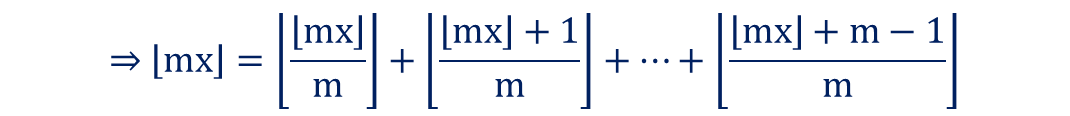 ⇒ ⌊mx⌋ = ⌊⌊mx⌋/m⌋ + ⌊(⌊mx⌋ + 1)/m⌋ + ⋯ + ⌊(⌊mx⌋ + m − 1)/m⌋